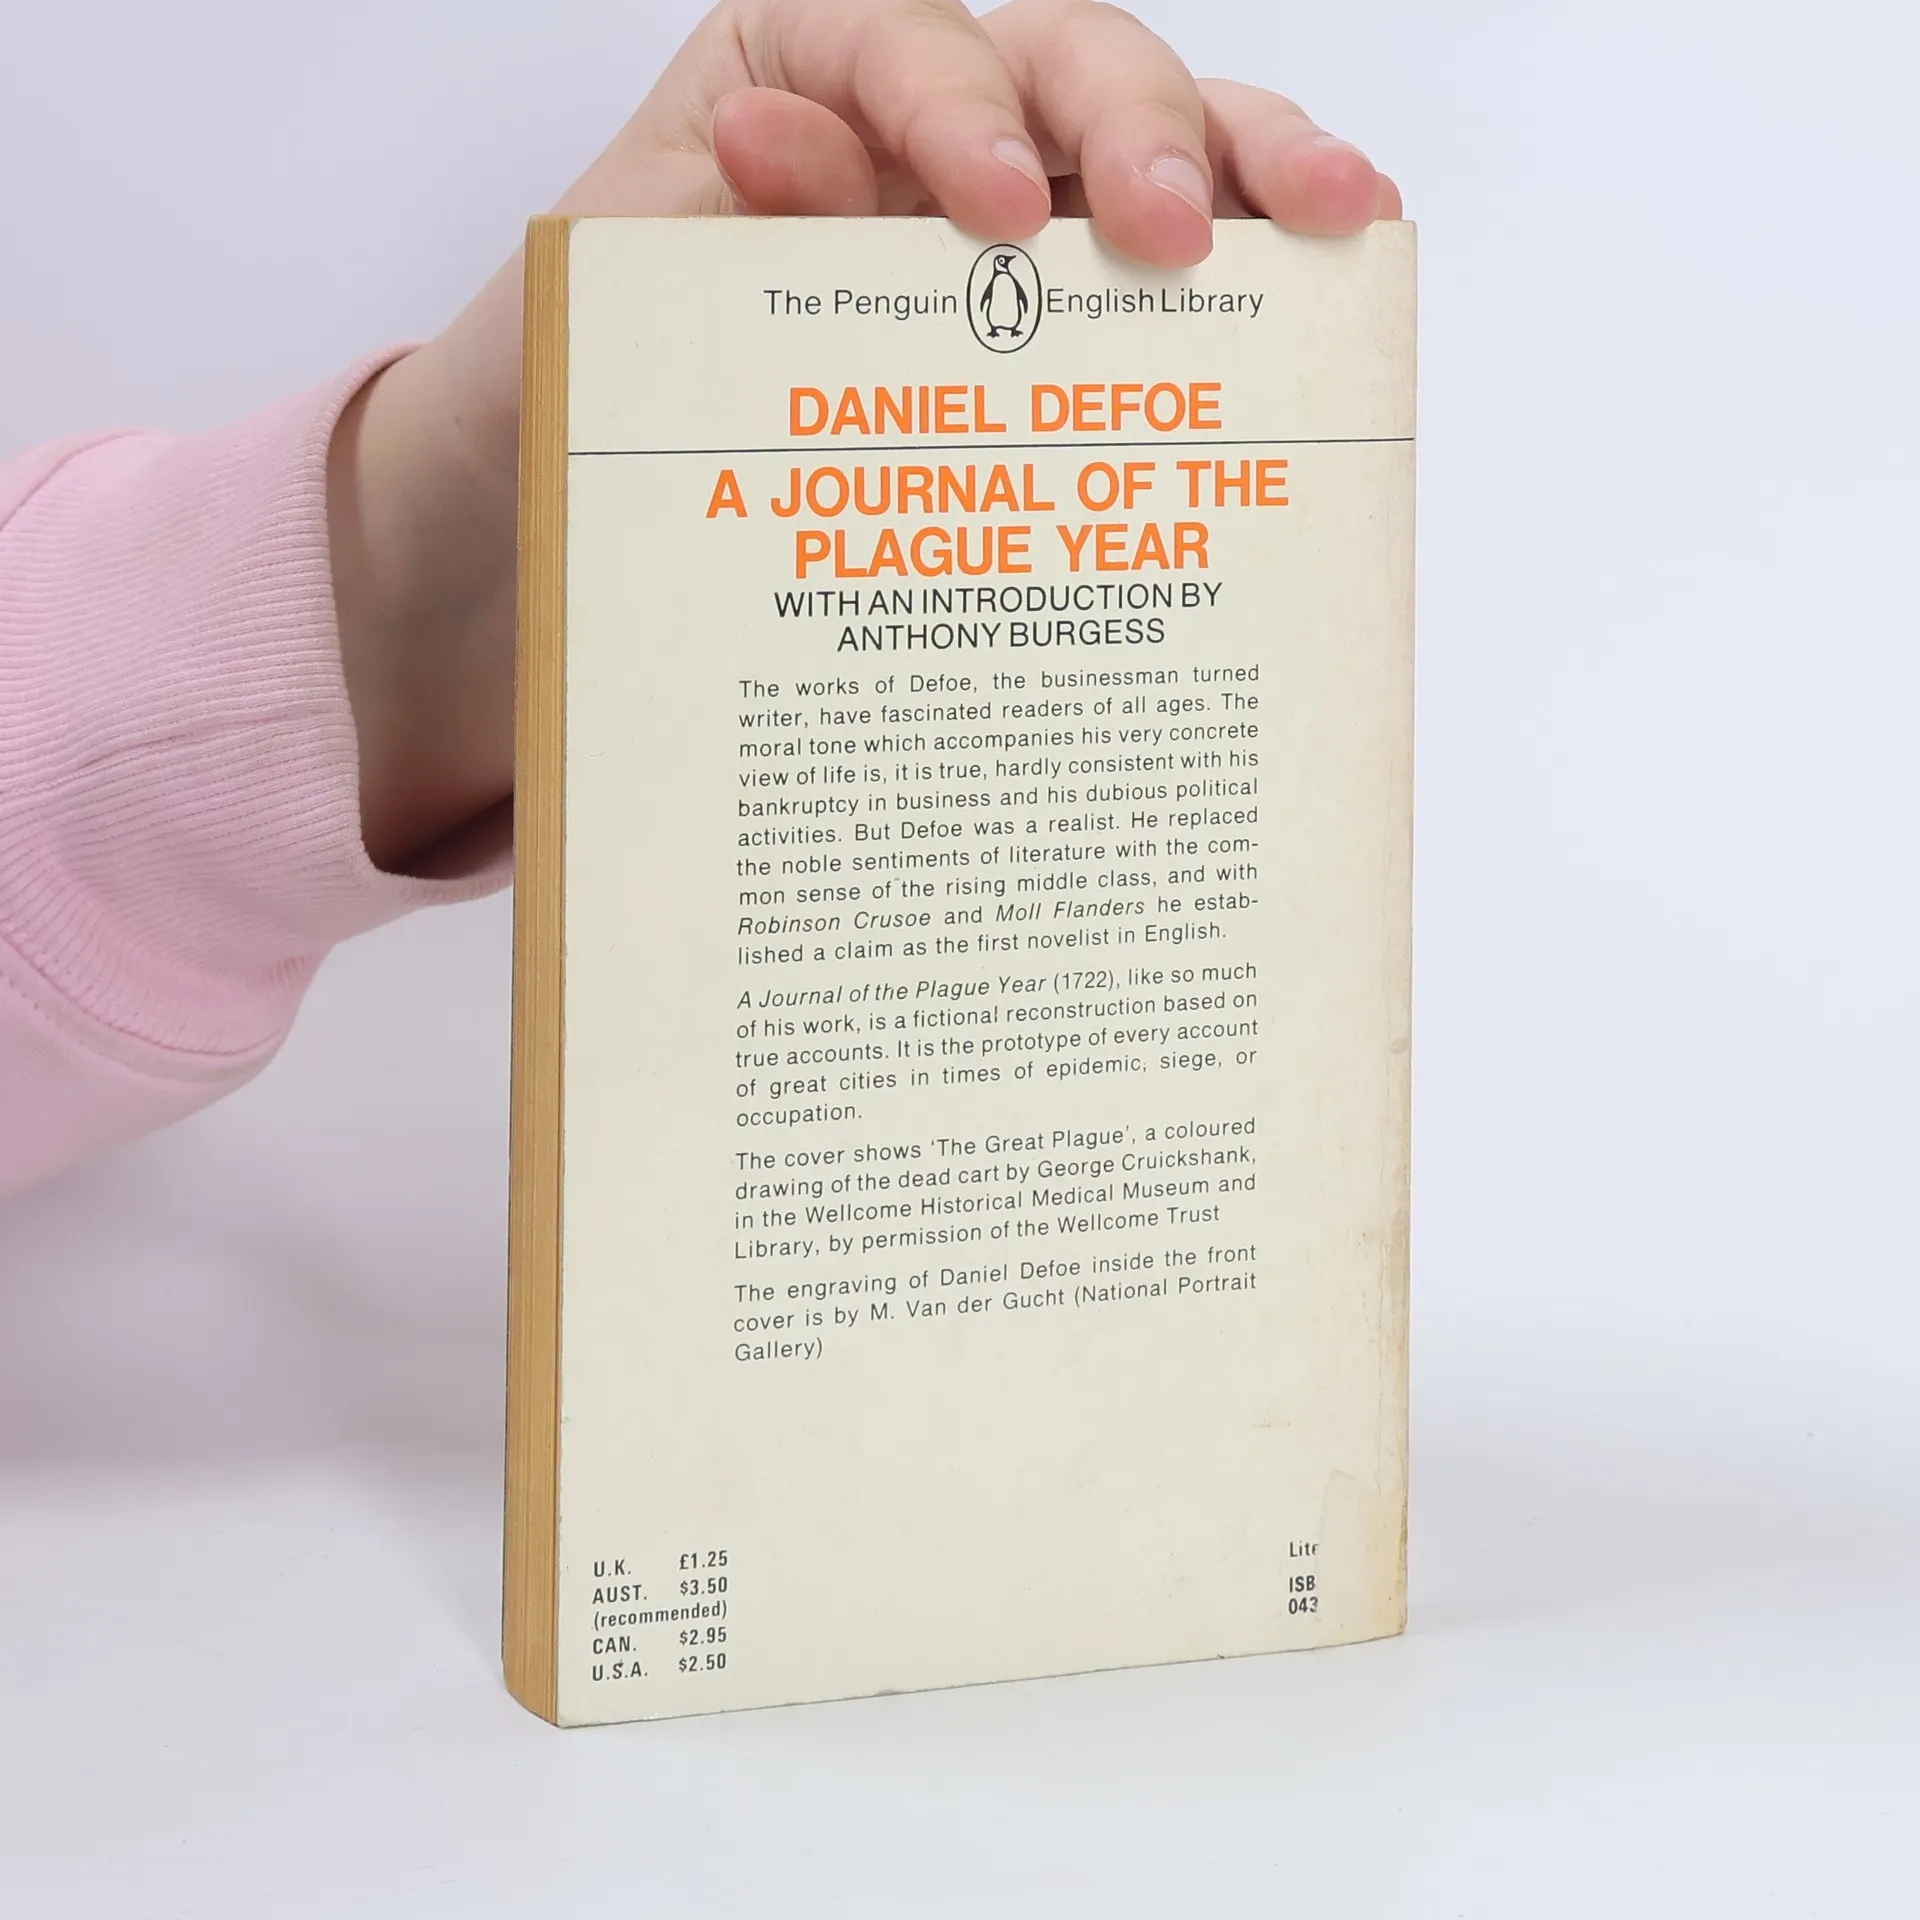 The Penguin English Library
DANIEL DEFOE
A JOURNAL OF THE
PLAGUE YEAR
WITH AN INTRODUCTION BY
ANTHONY BURGESS
The works of Defoe, the businessman turned
writer, have fascinated readers of all ages. The
moral tone which accompanies his very concrete
view of life is, it is true, hardly consistent with his
bankruptcy in business and his dubious political
activities. But Defoe was a realist. He replaced
the noble sentiments of literature with the com-
mon sense of the rising middle class, and with
Robinson Crusoe and Moll Flanders he estab-
lished a claim as the first novelist in English.
A Journal of the Plague Year (1722), like so much
of his work, is a fictional reconstruction based on
true accounts. It is the prototype of every account
of great cities in times of epidemic, siege, or
occupation.
The cover shows 'The Great Plague', a coloured
drawing of the dead cart by George Cruickshank,
in the Wellcome Historical Medical Museum and
Library, by permission of the Wellcome Trust
The engraving of Daniel Defoe inside the front
cover is by M. Van der Gucht (National Portrait
Gallery)
U.K. £1.25
AUST. $3.50
(recommended)
CAN. $2.95
U.S.A. $2.50
Lite
ISB
043